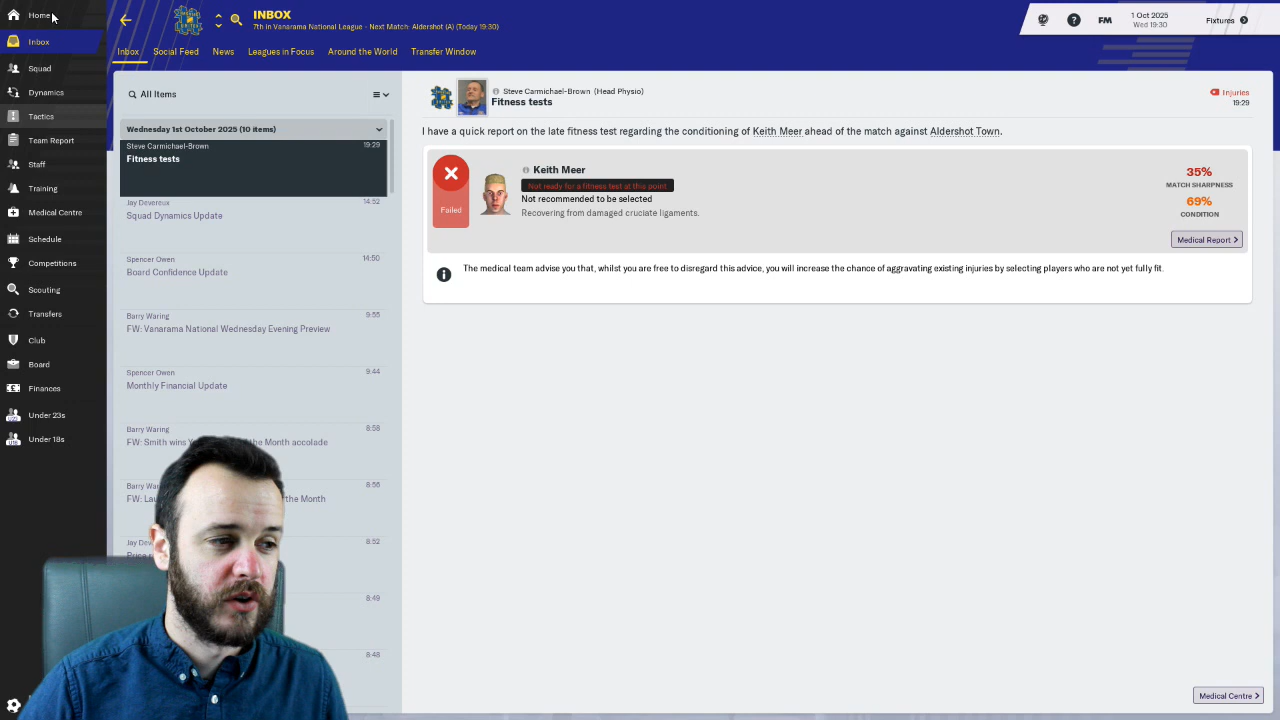 Home
Inbox
Squad
Dynamics
Tactics
Team Report
Staff
Training
Medical Centre
Schedule
Competitions
Scouting
Transfers
Club
Board
Finances
Under 23s
Under 18s
INBOX
7th in Vanarama National League - Next Match: Aldershot (A) (Today 19:30)
FM
1 Oct 2025
Wed 19:30
Fixtures
Inbox Social Feed News Leagues in Focus Around the World Transfer Window
All Items
Wednesday 1st October 2025 (10 items)
Steve Carmichael-Brown 19:29
Fitness tests
Jay Devereux 14:52
Squad Dynamics Update
Spencer Owen 14:50
Board Confidence Update
Barry Waring 9:55
FW: Vanarama National Wednesday Evening Preview
Spencer Owen 9:44
Monthly Financial Update
Barry Waring 8:58
FW: Smith wins the Month accolade
Barry 8:56
FW: the Month
Jay 8:52
8:49
8:48
Steve Carmichael-Brown (Head Physio)
Fitness tests
Injuries
19:29
I have a quick report on the late fitness test regarding the conditioning of Keith Meer ahead of the match against Aldershot Town.
Failed
Keith Meer
Not ready for a fitness test at this point
Not recommended to be selected
Recovering from damaged cruciate ligaments.
35%
MATCH SHARPNESS
69%
CONDITION
Medical Report
The medical team advise you that, whilst you are free to disregard this advice, you will increase the chance of aggravating existing injuries by selecting players who are not yet fully fit.
Medical Centre